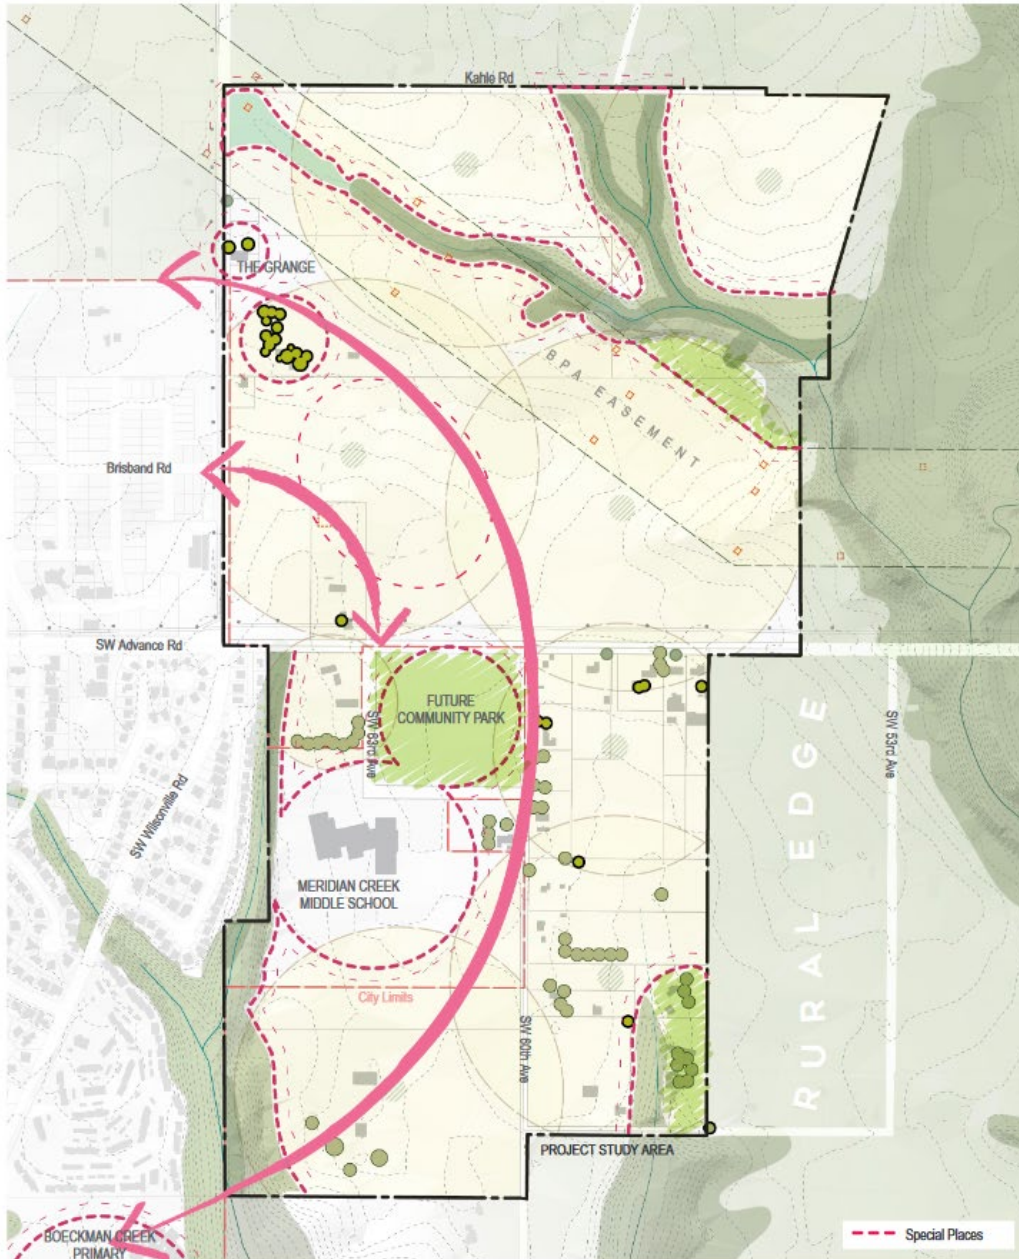 Kahle Rd
THE GRANGE
BPA EASEMENT
Brisband Rd
SW Advance Rd
FUTURE
COMMUNITY PARK
SW 63rd Ave
SW 53rd Ave
SW Wilsonville Rd
RURAL EDGE
MERIDIAN CREEK
MIDDLE SCHOOL
City Limits
SW 60th Ave
PROJECT STUDY AREA
BOECKMAN CREEK
PRIMARY
Special Places